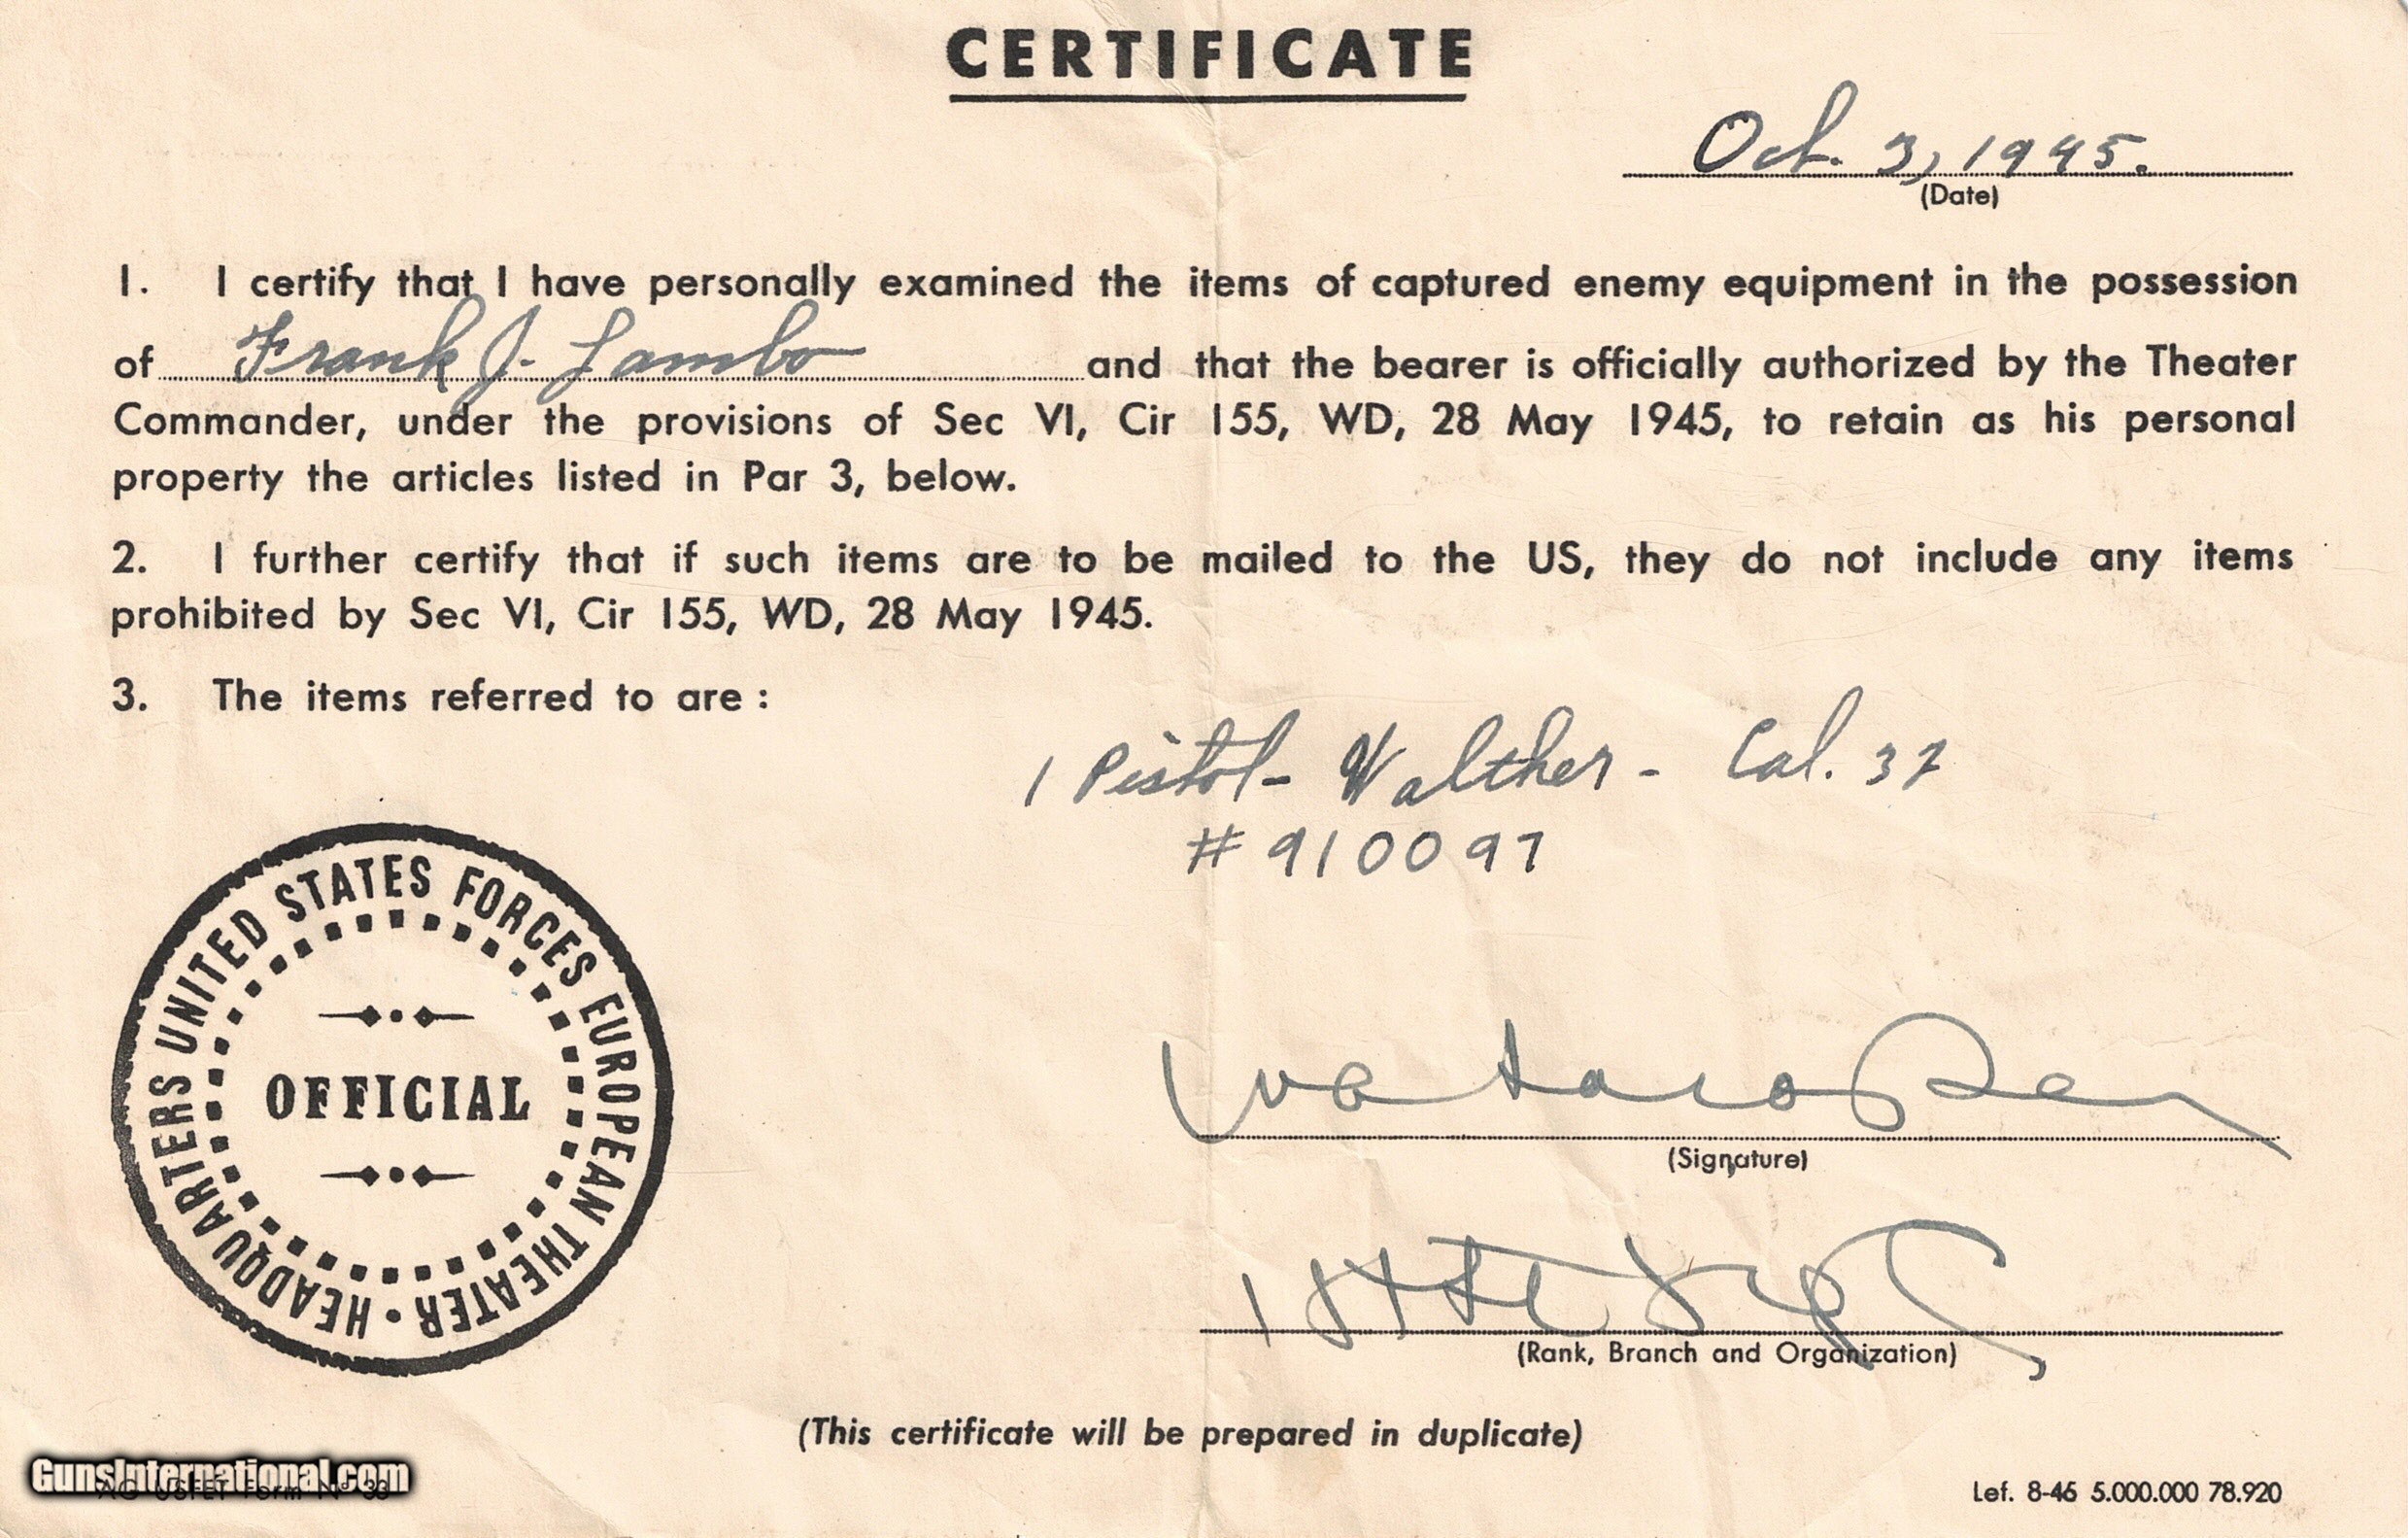 CERTIFICATE
Oct. 3, 1945.
(Date)
1. I certify that I have personally examined the items of captured enemy equipment in the possession
of Frank J. Lambo and that the bearer is officially authorized by the Theater
Commander, under the provisions of Sec VI, Cir 155, WD, 28 May 1945, to retain as his personal
property the articles listed in Par 3, below.
2. I further certify that if such items are to be mailed to the US, they do not include any items
prohibited by Sec VI, Cir 155, WD, 28 May 1945.
3. The items referred to are :
1 Pistol - Walther - Cal. 37
# 910097
HEADQUARTERS UNITED STATES FORCES EUROPEAN THEATER •
OFFICIAL
(Signature)
(Rank, Branch and Organization)
(This certificate will be prepared in duplicate)
GunsInternational.com
AG USFET Form Nº 33
Lef. 8-45 5.000.000 78.920